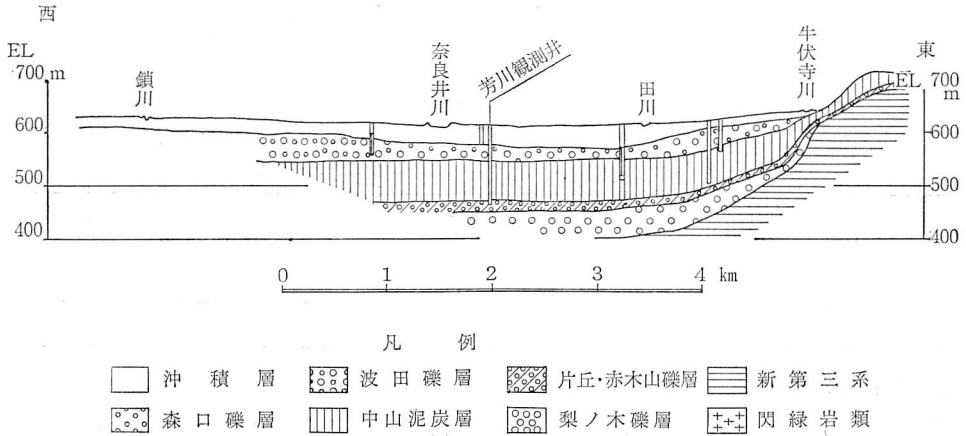 西
東
EL
700 m
600
500
400
鎖川
奈良井川
芳川観測井
田川
牛伏寺川
EL
700
m
600
500
400
0 1 2 3 4 km
凡 例
沖積層 波田礫層 片丘・赤木山礫層 新第三系
森口礫層 中山泥炭層 梨ノ木礫層 閃緑岩類